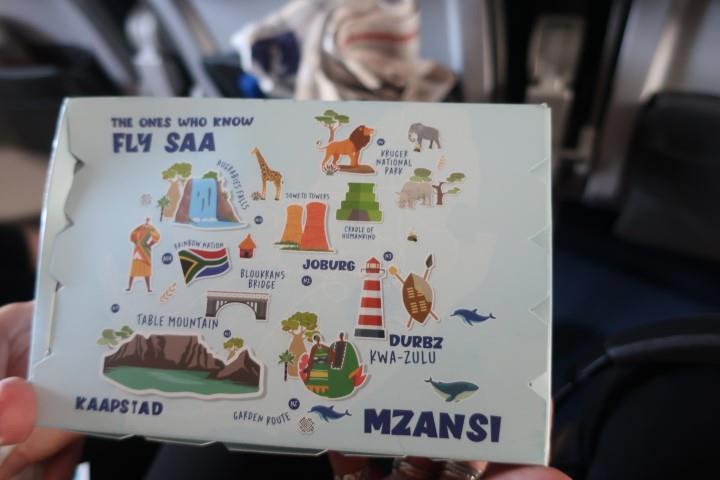 THE ONES WHO KNOW
FLY SAA
AUGRABIES FALLS
KRUGER
NATIONAL
PARK
SOWETO TOWERS
CRADLE OF
HUMANKIND
RAINBOW NATION
BLOUKRANS
BRIDGE
JOBURG
TABLE MOUNTAIN
DURBZ
KWA-ZULU
KAAPSTAD
GARDEN ROUTE
MZANSI